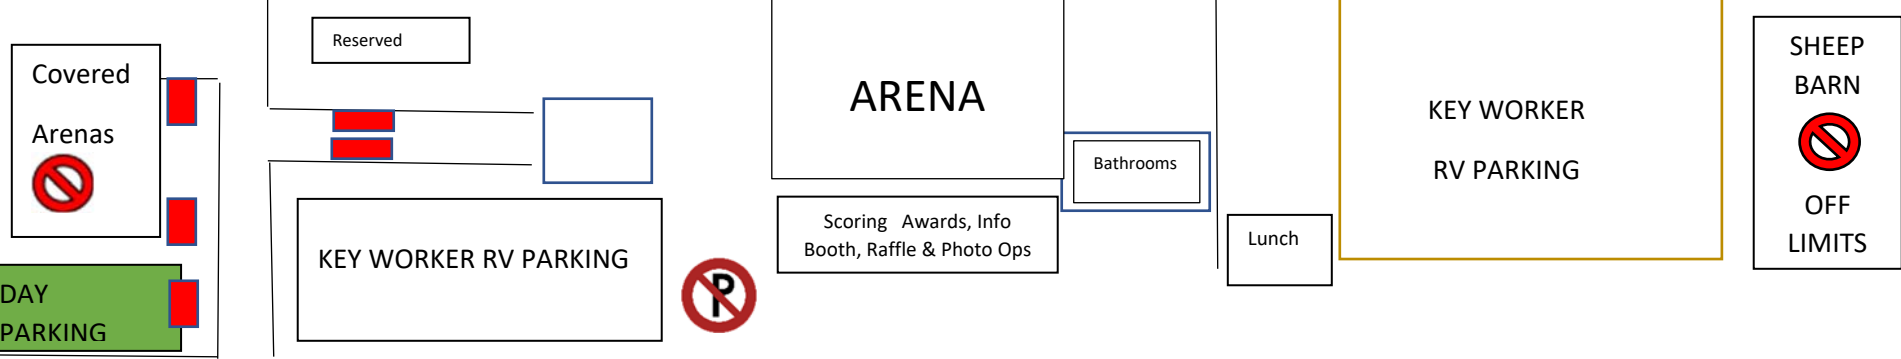 Covered
Arenas
DAY
PARKING
Reserved
KEY WORKER RV PARKING
P
ARENA
Scoring   Awards, Info
Booth, Raffle & Photo Ops
Bathrooms
Lunch
KEY WORKER
RV PARKING
SHEEP
BARN
OFF
LIMITS